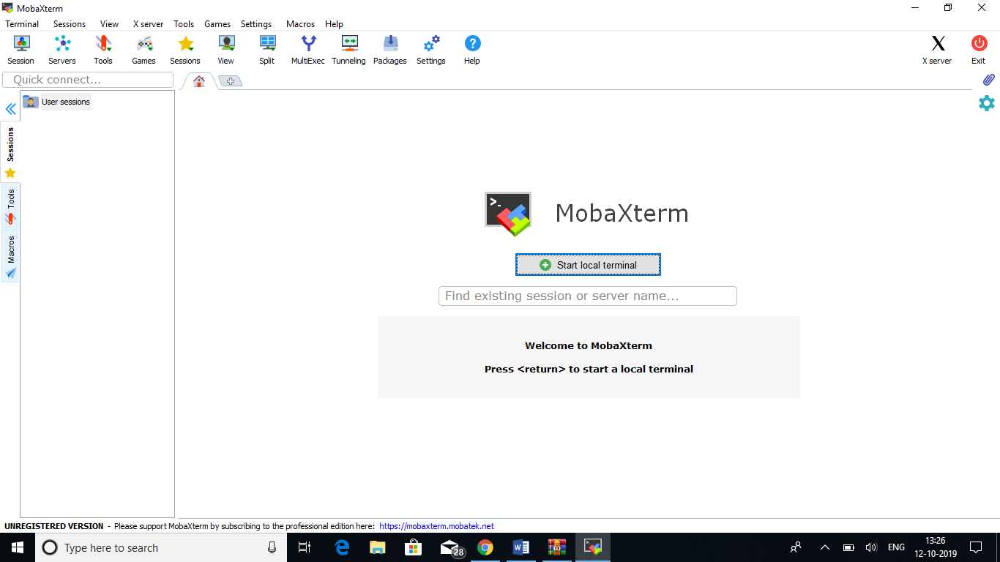 MobaXterm
Terminal Sessions View X server Tools Games Settings Macros Help
Session Servers Tools Games Sessions View Split MultiExec Tunneling Packages Settings Help X server Exit
Quick connect...
User sessions
Sessions
Tools
Macros
>_
MobaXterm
Start local terminal
Find existing session or server name...
Welcome to MobaXterm
Press <return> to start a local terminal
UNREGISTERED VERSION - Please support MobaXterm by subscribing to the professional edition here: https://mobaxterm.mobatek.net
Type here to search
28
ENG
13:26
12-10-2019